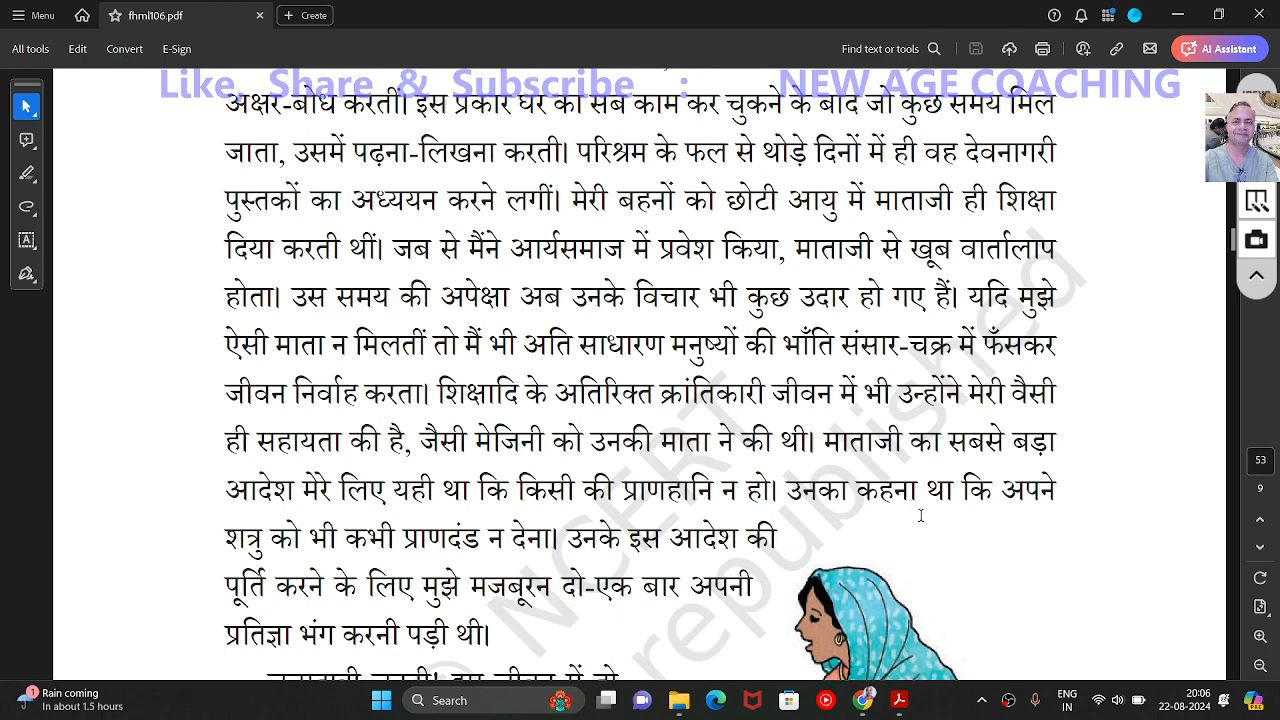 Menu
fhml106.pdf
Create
All tools Edit Convert E-Sign
Find text or tools
AI Assistant
Like, Share & Subscribe : NEW AGE COACHING
अक्षर-बोध करतीं। इस प्रकार घर का सब काम कर चुकने के बाद जो कुछ समय मिल
जाता, उसमें पढ़ना-लिखना करती। परिश्रम के फल से थोड़े दिनों में ही वह देवनागरी
पुस्तकों का अध्ययन करने लगीं। मेरी बहनों को छोटी आयु में माताजी ही शिक्षा
दिया करती थीं। जब से मैंने आर्यसमाज में प्रवेश किया, माताजी से खूब वार्तालाप
होता। उस समय की अपेक्षा अब उनके विचार भी कुछ उदार हो गए हैं। यदि मुझे
ऐसी माता न मिलतीं तो मैं भी अति साधारण मनुष्यों की भाँति संसार-चक्र में फँसकर
जीवन निर्वाह करता। शिक्षादि के अतिरिक्त क्रांतिकारी जीवन में भी उन्होंने मेरी वैसी
ही सहायता की है, जैसी मेजिनी को उनकी माता ने की थी। माताजी का सबसे बड़ा
आदेश मेरे लिए यही था कि किसी की प्राणहानि न हो। उनका कहना था कि अपने
शत्रु को भी कभी प्राणदंड न देना। उनके इस आदेश की
पूर्ति करने के लिए मुझे मजबूरन दो-एक बार अपनी
प्रतिज्ञा भंग करनी पड़ी थी।
© NCERT
republished
53
9
Rain coming
In about 13 hours
Search
ENG
IN
20:06
22-08-2024